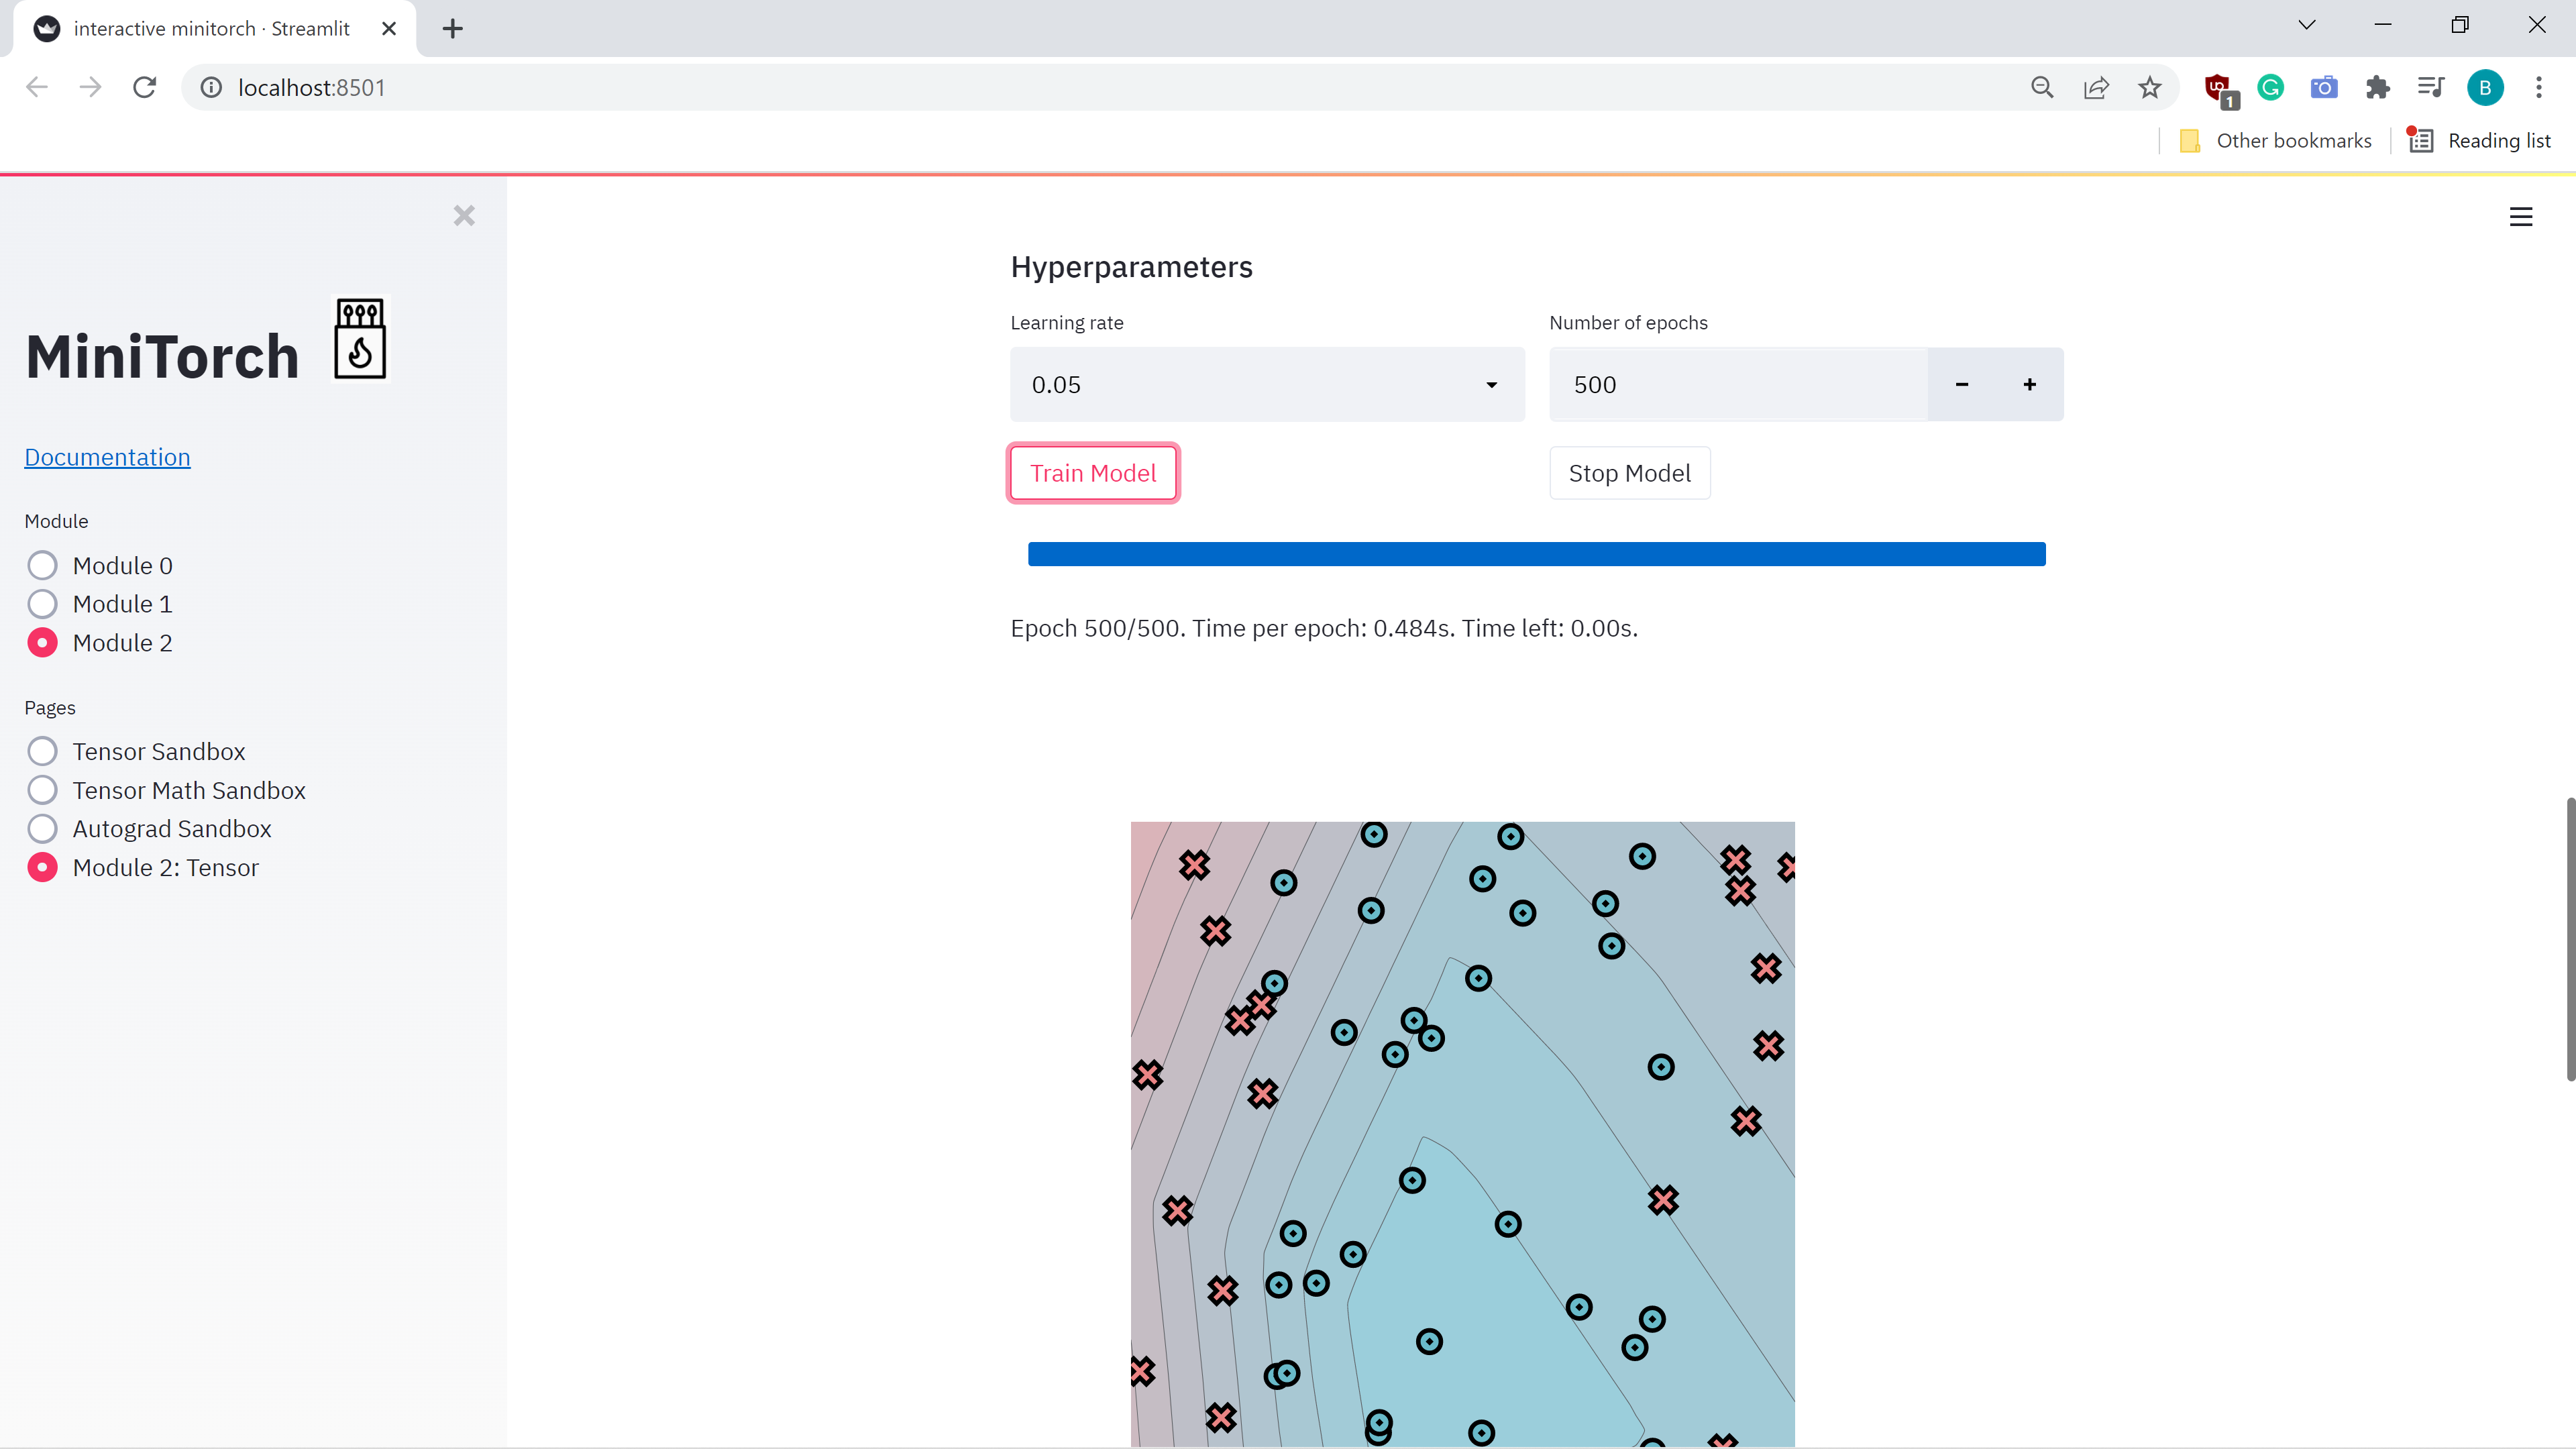 interactive minitorch · Streamlit
localhost:8501
1
B
Other bookmarks
Reading list
MiniTorch
Documentation
Module
Module 0
Module 1
Module 2
Pages
Tensor Sandbox
Tensor Math Sandbox
Autograd Sandbox
Module 2: Tensor
Hyperparameters
Learning rate
Number of epochs
0.05
500
Train Model
Stop Model
Epoch 500/500. Time per epoch: 0.484s. Time left: 0.00s.